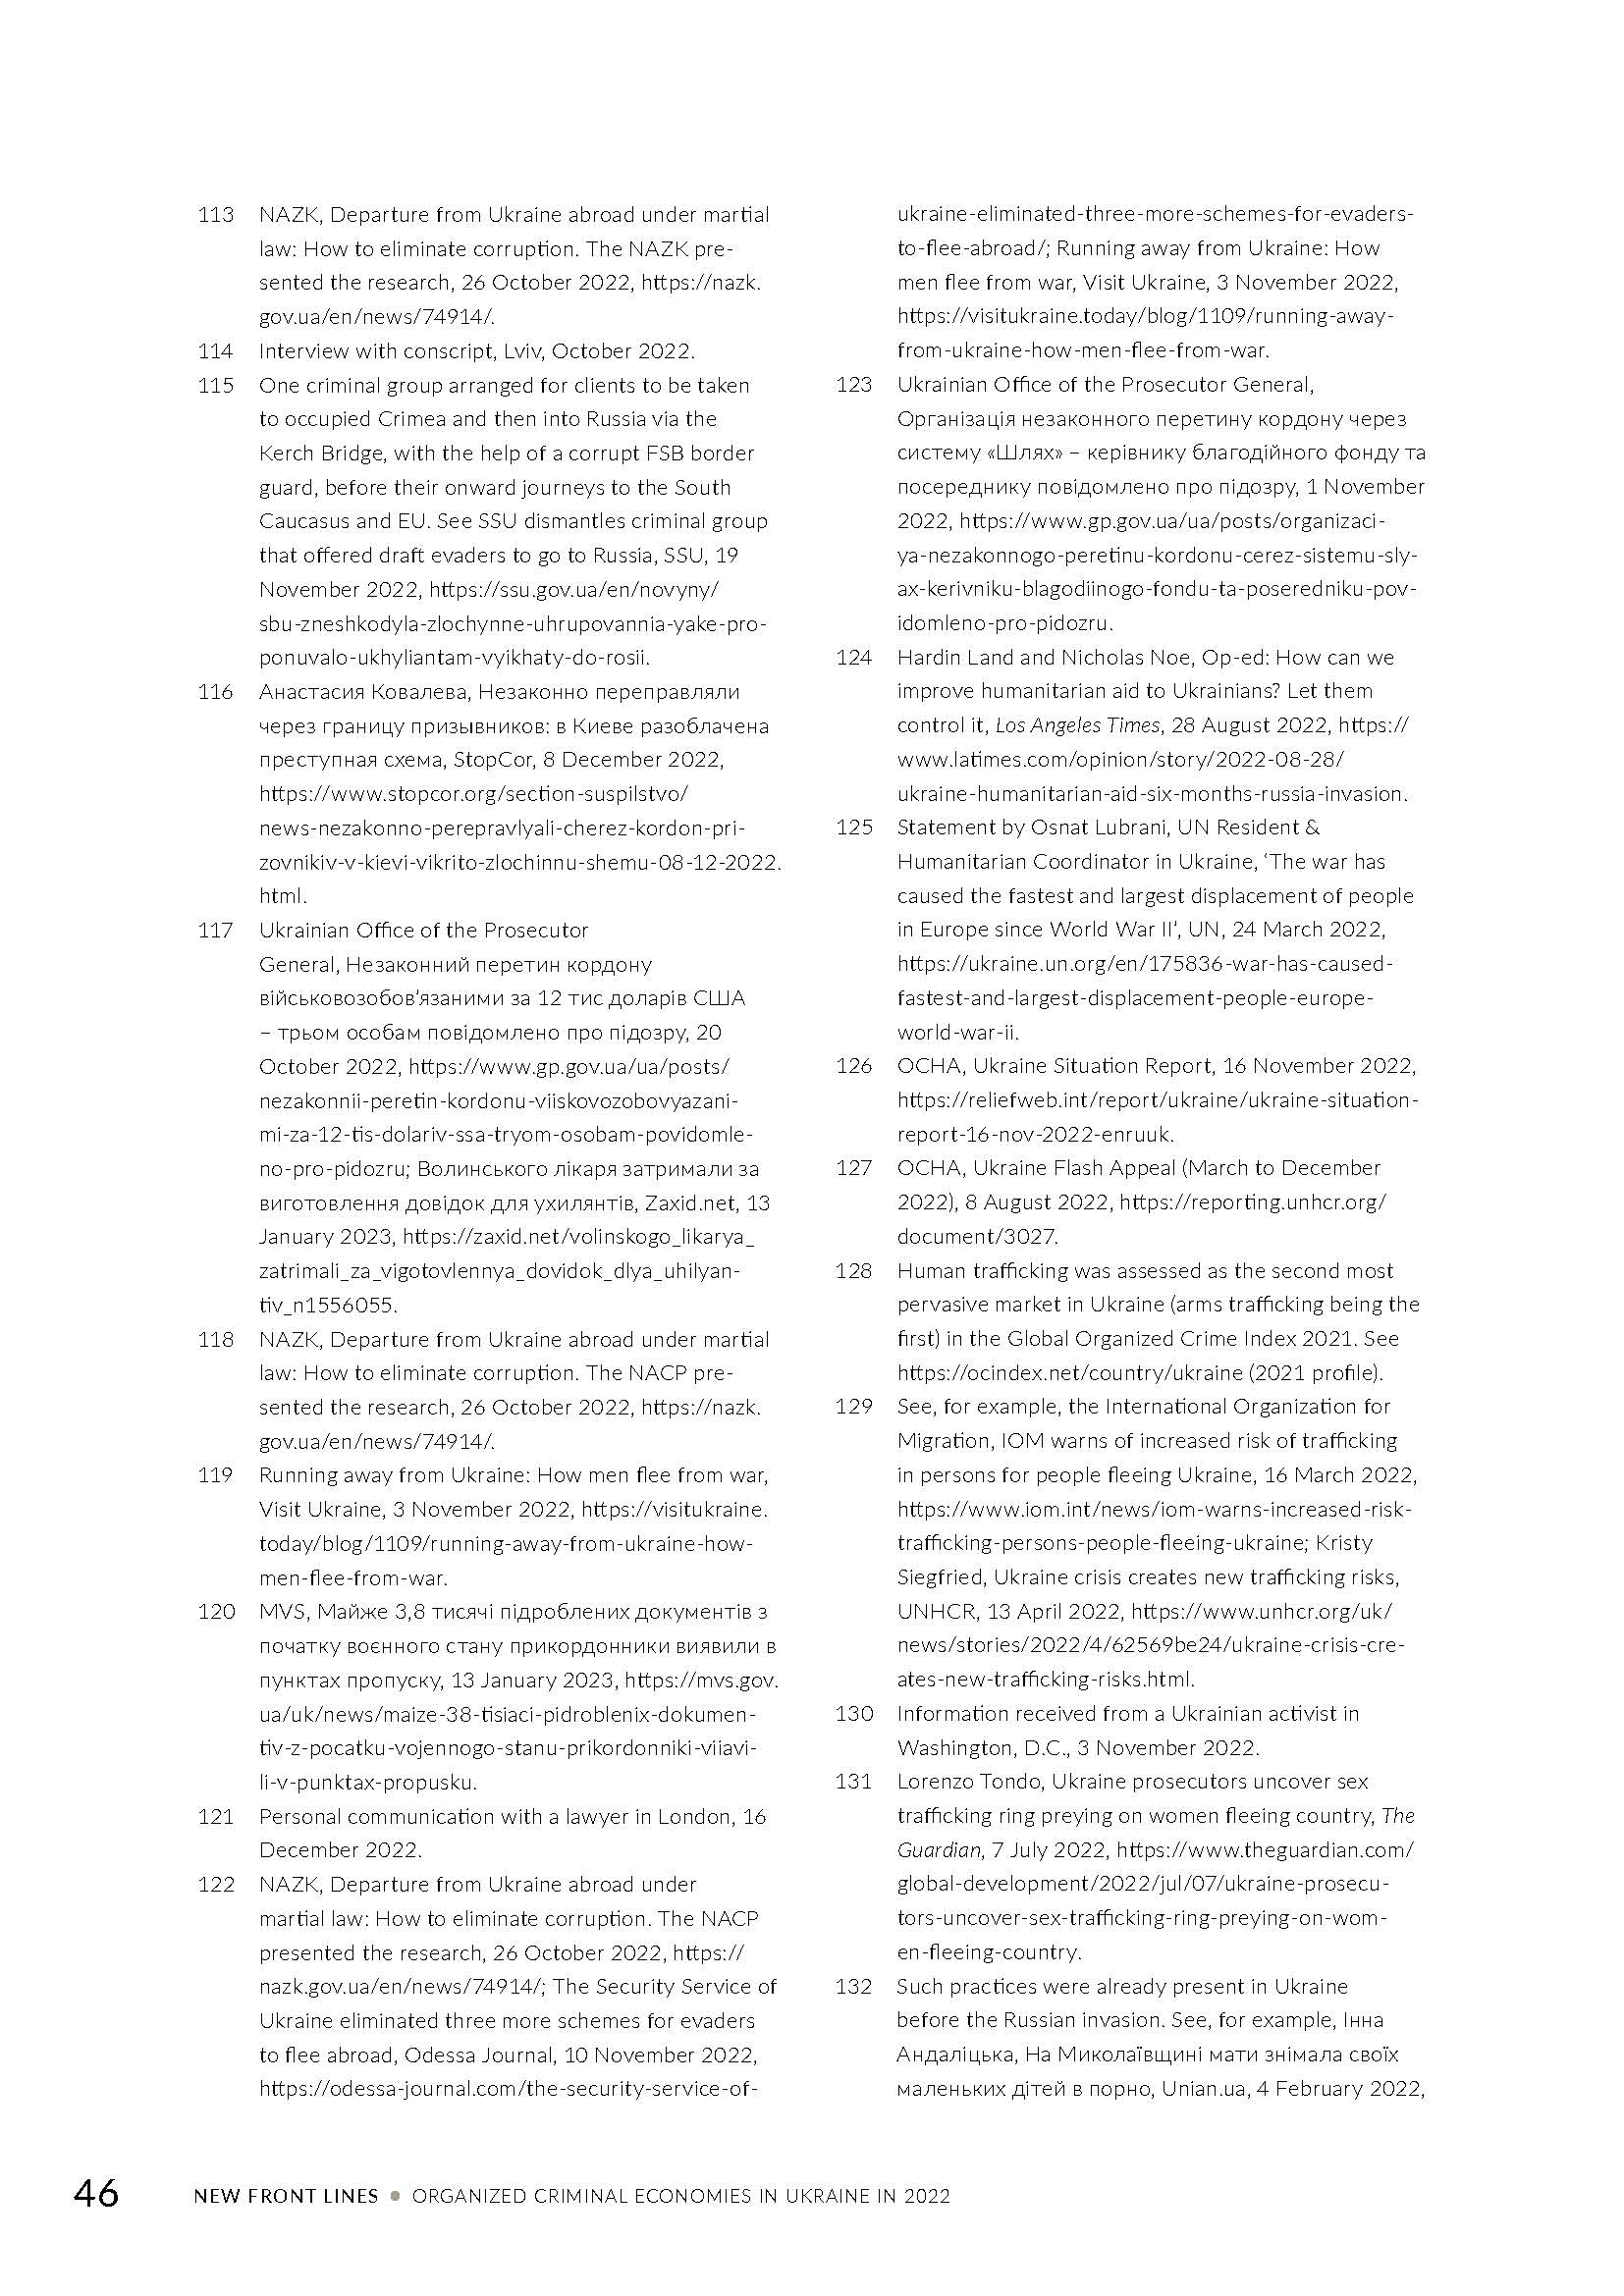 113 NAZK, Departure from Ukraine abroad under martial
law: How to eliminate corruption. The NAZK pre-
sented the research, 26 October 2022, https://nazk.
gov.ua/en/news/74914/.
114 Interview with conscript, Lviv, October 2022.
115 One criminal group arranged for clients to be taken
to occupied Crimea and then into Russia via the
Kerch Bridge, with the help of a corrupt FSB border
guard, before their onward journeys to the South
Caucasus and EU. See SSU dismantles criminal group
that offered draft evaders to go to Russia, SSU, 19
November 2022, https://ssu.gov.ua/en/novyny/
sbu-zneshkodyla-zlochynne-uhrupovannia-yake-pro-
ponuvalo-ukhyliantam-vyikhaty-do-rosii.
116 Анастасия Ковалева, Незаконно переправляли
через границу призывников: в Киеве разоблачена
преступная схема, StopCor, 8 December 2022,
https://www.stopcor.org/section-suspilstvo/
news-nezakonno-perepravlyali-cherez-kordon-pri-
zovnikiv-v-kievi-vikrito-zlochinnu-shemu-08-12-2022.
html.
117 Ukrainian Office of the Prosecutor
General, Незаконний перетин кордону
військовозобов’язаними за 12 тис доларів США
– трьом особам повідомлено про підозру, 20
October 2022, https://www.gp.gov.ua/ua/posts/
nezakonnii-peretin-kordonu-viiskovozobovyazani-
mi-za-12-tis-dolariv-ssa-tryom-osobam-povidomle-
no-pro-pidozru; Волинського лікаря затримали за
виготовлення довідок для ухилянтів, Zaxid.net, 13
January 2023, https://zaxid.net/volinskogo_likarya_
zatrimali_za_vigotovlennya_dovidok_dlya_uhilyan-
tiv_n1556055.
118 NAZK, Departure from Ukraine abroad under martial
law: How to eliminate corruption. The NACP pre-
sented the research, 26 October 2022, https://nazk.
gov.ua/en/news/74914/.
119 Running away from Ukraine: How men flee from war,
Visit Ukraine, 3 November 2022, https://visitukraine.
today/blog/1109/running-away-from-ukraine-how-
men-flee-from-war.
120 MVS, Майже 3,8 тисячі підроблених документів з
початку воєнного стану прикордонники виявили в
пунктах пропуску, 13 January 2023, https://mvs.gov.
ua/uk/news/maize-38-tisiaci-pidroblenix-dokumen-
tiv-z-pocatku-vojennogo-stanu-prikordonniki-viiavi-
li-v-punktax-propusku.
121 Personal communication with a lawyer in London, 16
December 2022.
122 NAZK, Departure from Ukraine abroad under
martial law: How to eliminate corruption. The NACP
presented the research, 26 October 2022, https://
nazk.gov.ua/en/news/74914/; The Security Service of
Ukraine eliminated three more schemes for evaders
to flee abroad, Odessa Journal, 10 November 2022,
https://odessa-journal.com/the-security-service-of-
ukraine-eliminated-three-more-schemes-for-evaders-
to-flee-abroad/; Running away from Ukraine: How
men flee from war, Visit Ukraine, 3 November 2022,
https://visitukraine.today/blog/1109/running-away-
from-ukraine-how-men-flee-from-war.
123 Ukrainian Office of the Prosecutor General,
Організація незаконного перетину кордону через
систему «Шлях» – керівнику благодійного фонду та
посереднику повідомлено про підозру, 1 November
2022, https://www.gp.gov.ua/ua/posts/organizaci-
ya-nezakonnogo-peretinu-kordonu-cerez-sistemu-sly-
ax-kerivniku-blagodiinogo-fondu-ta-poseredniku-pov-
idomleno-pro-pidozru.
124 Hardin Land and Nicholas Noe, Op-ed: How can we
improve humanitarian aid to Ukrainians? Let them
control it, Los Angeles Times, 28 August 2022, https://
www.latimes.com/opinion/story/2022-08-28/
ukraine-humanitarian-aid-six-months-russia-invasion.
125 Statement by Osnat Lubrani, UN Resident &
Humanitarian Coordinator in Ukraine, ‘The war has
caused the fastest and largest displacement of people
in Europe since World War II’, UN, 24 March 2022,
https://ukraine.un.org/en/175836-war-has-caused-
fastest-and-largest-displacement-people-europe-
world-war-ii.
126 OCHA, Ukraine Situation Report, 16 November 2022,
https://reliefweb.int/report/ukraine/ukraine-situation-
report-16-nov-2022-enruuk.
127 OCHA, Ukraine Flash Appeal (March to December
2022), 8 August 2022, https://reporting.unhcr.org/
document/3027.
128 Human trafficking was assessed as the second most
pervasive market in Ukraine (arms trafficking being the
first) in the Global Organized Crime Index 2021. See
https://ocindex.net/country/ukraine (2021 profile).
129 See, for example, the International Organization for
Migration, IOM warns of increased risk of trafficking
in persons for people fleeing Ukraine, 16 March 2022,
https://www.iom.int/news/iom-warns-increased-risk-
trafficking-persons-people-fleeing-ukraine; Kristy
Siegfried, Ukraine crisis creates new trafficking risks,
UNHCR, 13 April 2022, https://www.unhcr.org/uk/
news/stories/2022/4/62569be24/ukraine-crisis-cre-
ates-new-trafficking-risks.html.
130 Information received from a Ukrainian activist in
Washington, D.C., 3 November 2022.
131 Lorenzo Tondo, Ukraine prosecutors uncover sex
trafficking ring preying on women fleeing country, The
Guardian, 7 July 2022, https://www.theguardian.com/
global-development/2022/jul/07/ukraine-prosecu-
tors-uncover-sex-trafficking-ring-preying-on-wom-
en-fleeing-country.
132 Such practices were already present in Ukraine
before the Russian invasion. See, for example, Інна
Андаліцька, На Миколаївщині мати знімала своїх
маленьких дітей в порно, Unian.ua, 4 February 2022,
46 NEW FRONT LINES • ORGANIZED CRIMINAL ECONOMIES IN UKRAINE IN 2022